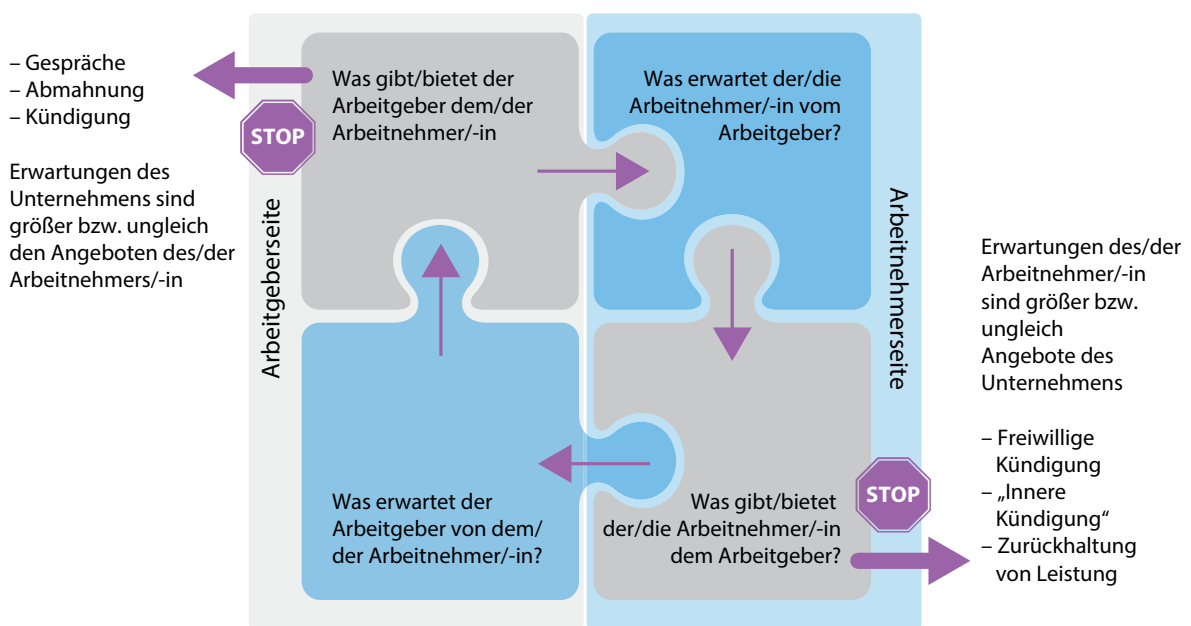 – Gespräche
– Abmahnung
– Kündigung
STOP
Erwartungen des
Unternehmens sind
größer bzw. ungleich
den Angeboten des/der
Arbeitnehmers/-in
Arbeitgeberseite
Was gibt/bietet der
Arbeitgeber dem/der
Arbeitnehmer/-in
Was erwartet der/die
Arbeitnehmer/-in vom
Arbeitgeber?
Was erwartet der
Arbeitgeber von dem/
der Arbeitnehmer/-in?
Was gibt/bietet
der/die Arbeitnehmer/-in
dem Arbeitgeber?
Arbeitnehmerseite
STOP
Erwartungen des/der
Arbeitnehmer/-in
sind größer bzw.
ungleich
Angebote des
Unternehmens
– Freiwillige
Kündigung
– „Innere
Kündigung“
– Zurückhaltung
von Leistung